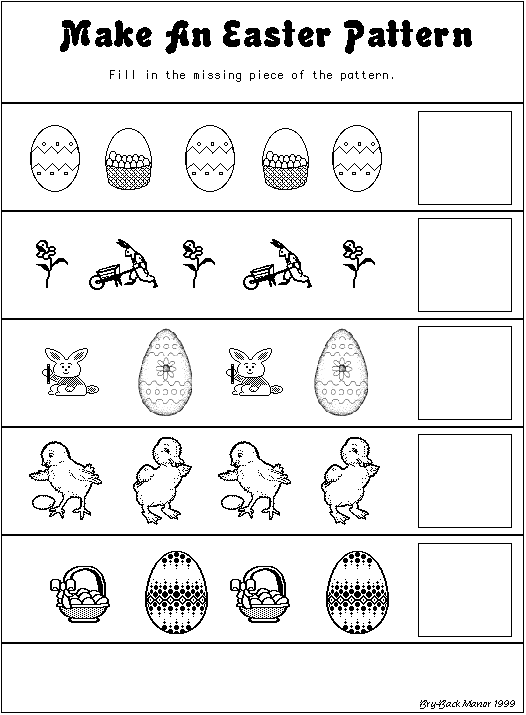 Make An Easter Pattern
Fill in the missing piece of the pattern.
Bry-Back Manor 1999